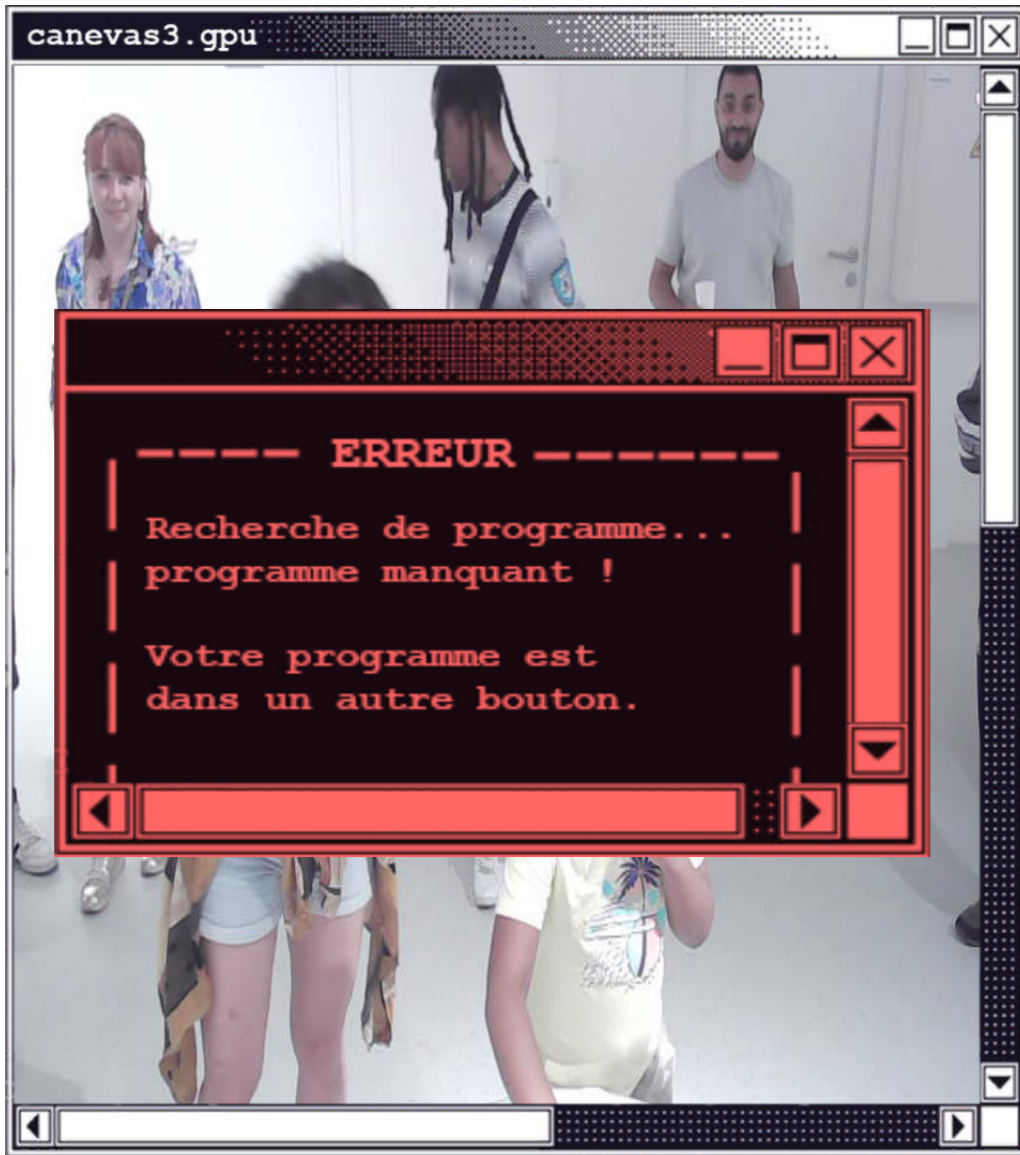 canevas3.gpu
ERREUR
Recherche de programme...
programme manquant !
Votre programme est
dans un autre bouton.